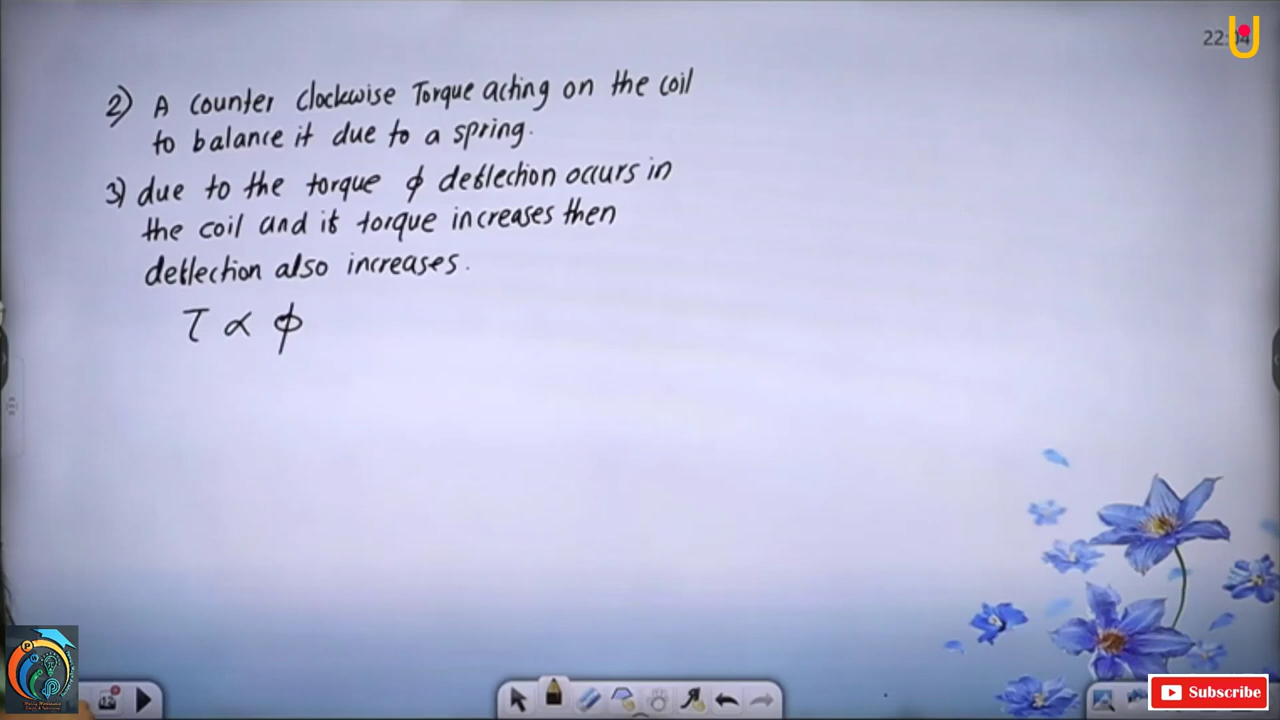 2) A counter clockwise Torque acting on the coil
to balance it due to a spring.
3) due to the torque ϕ deflection occurs in
the coil and if torque increases then
deflection also increases.
τ ∝ ϕ
Subscribe